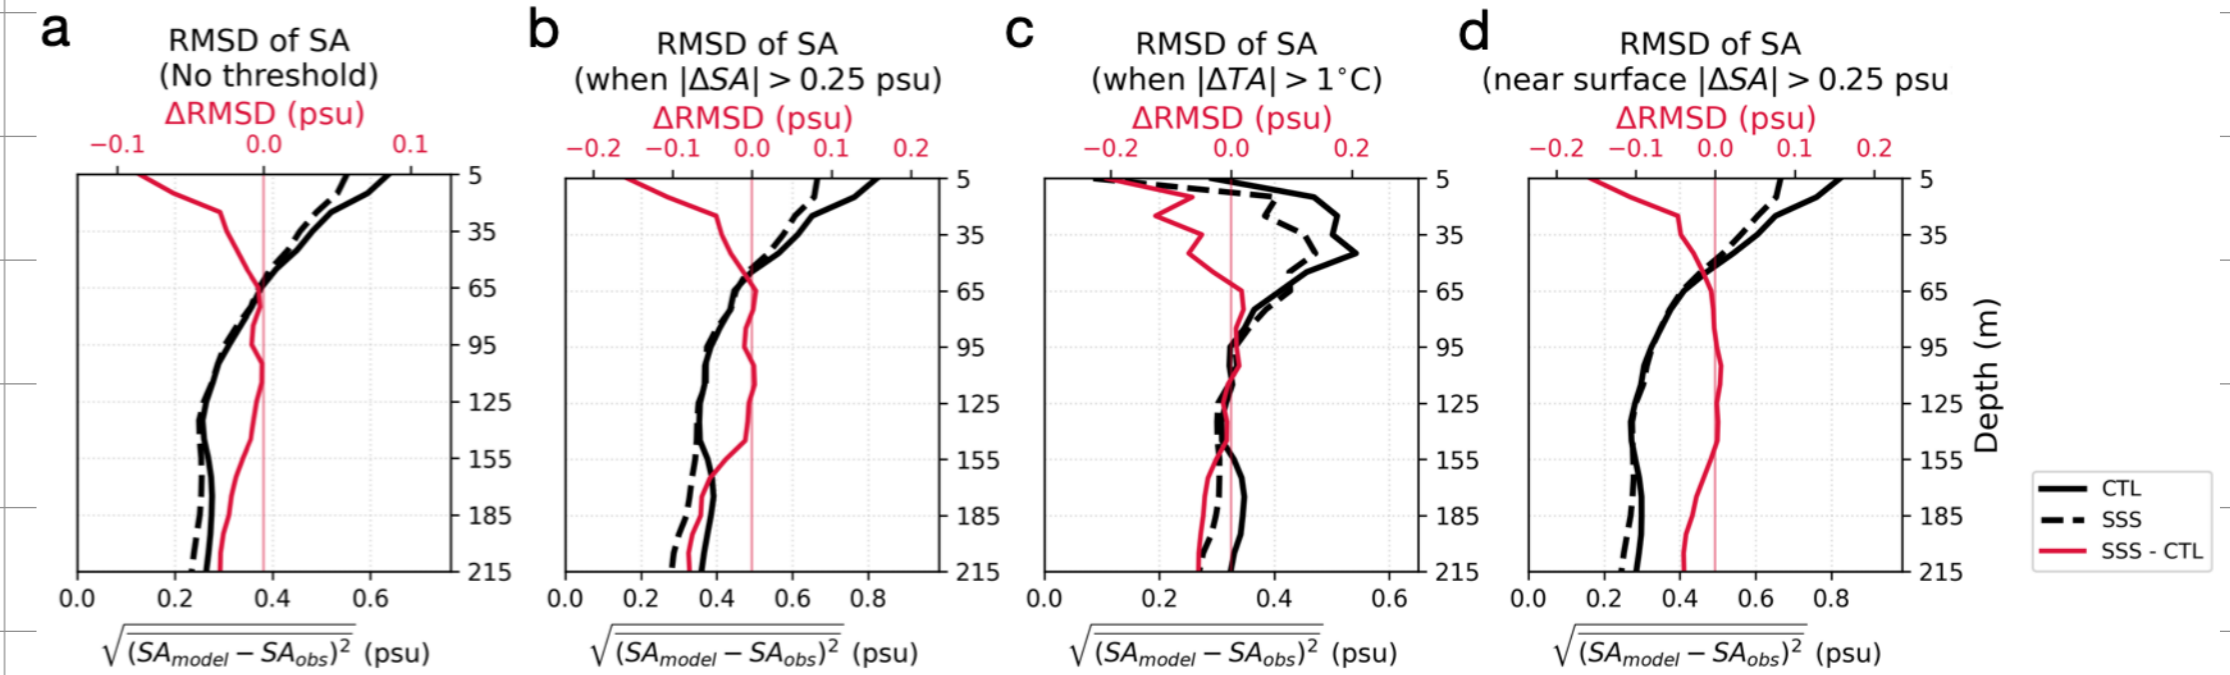 a
RMSD of SA
(No threshold)
ΔRMSD (psu)
−0.1 0.0 0.1
5
35
65
95
125
155
185
215
0.0 0.2 0.4 0.6
√(SA_model − SA_obs)² (psu)
b
RMSD of SA
(when |ΔSA| > 0.25 psu)
ΔRMSD (psu)
−0.2 −0.1 0.0 0.1 0.2
5
35
65
95
125
155
185
215
0.0 0.2 0.4 0.6 0.8
√(SA_model − SA_obs)² (psu)
c
RMSD of SA
(when |ΔTA| > 1°C)
ΔRMSD (psu)
−0.2 0.0 0.2
5
35
65
95
125
155
185
215
0.0 0.2 0.4 0.6
√(SA_model − SA_obs)² (psu)
d
RMSD of SA
(near surface |ΔSA| > 0.25 psu
ΔRMSD (psu)
−0.2 −0.1 0.0 0.1 0.2
5
35
65
95
125
155
185
215
Depth (m)
0.0 0.2 0.4 0.6 0.8
√(SA_model − SA_obs)² (psu)
CTL
SSS
SSS - CTL